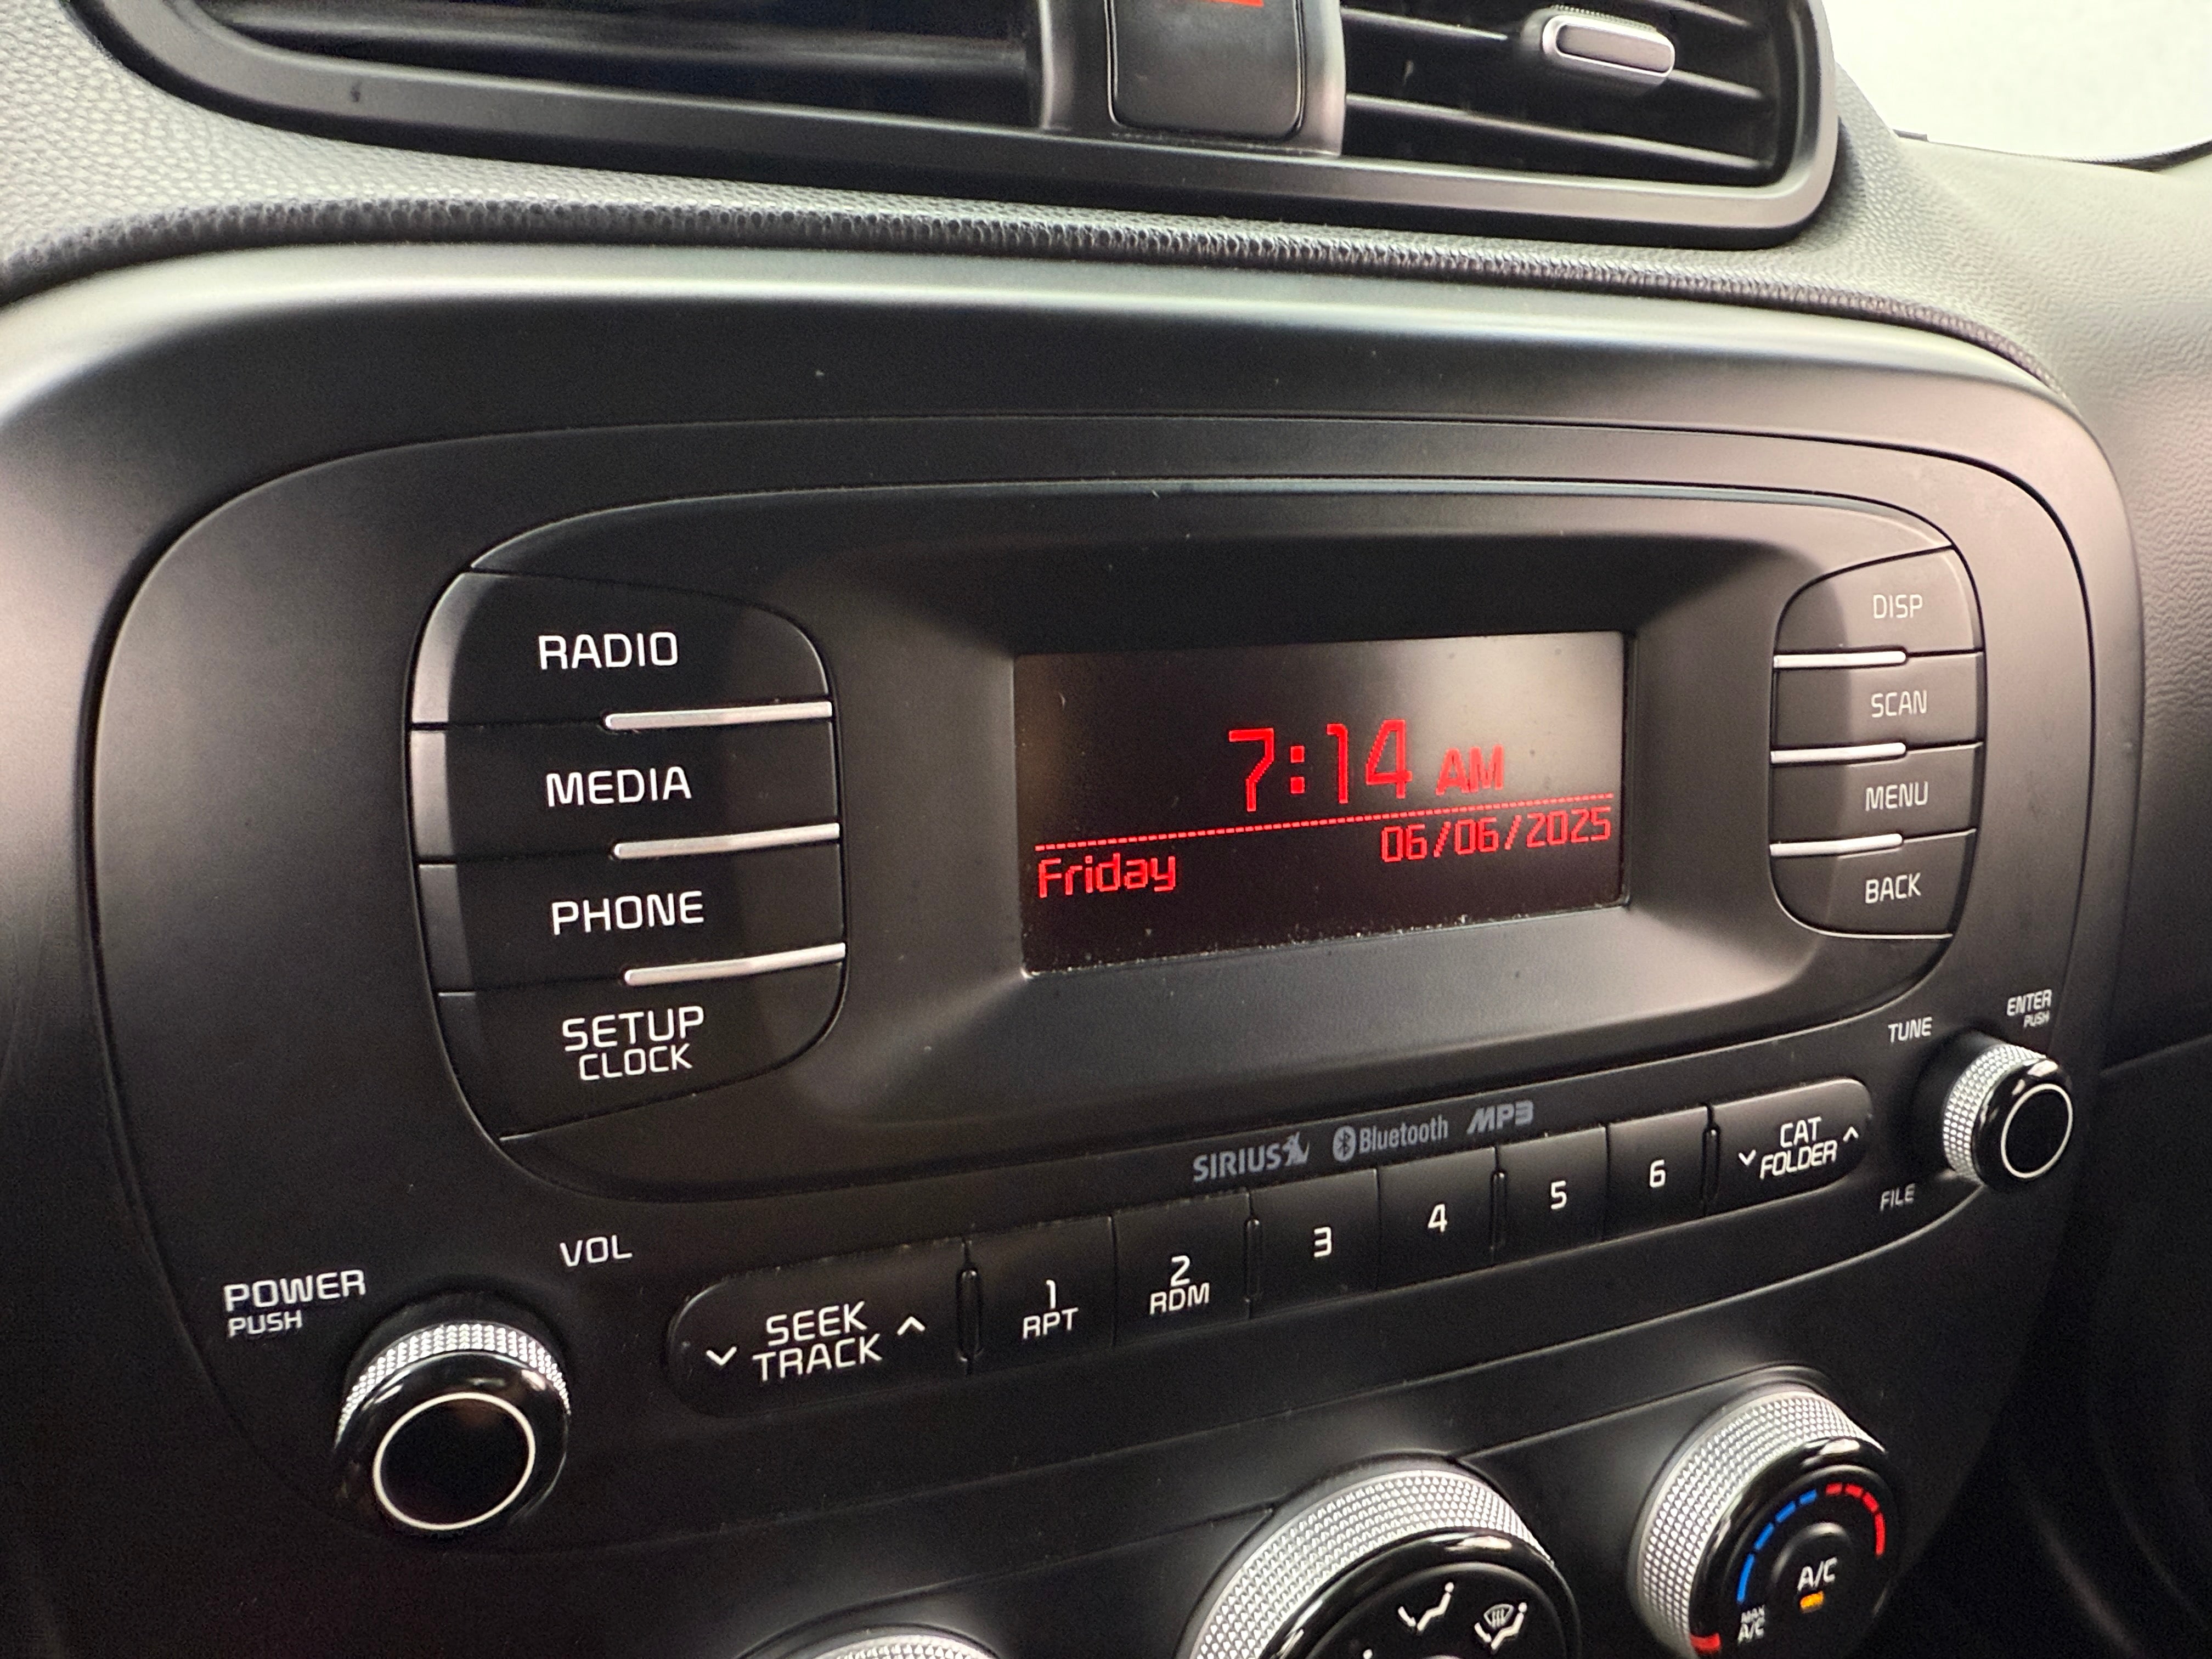 RADIO
MEDIA
PHONE
SETUP
CLOCK
7:14 AM
Friday 06/06/2025
DISP
SCAN
MENU
BACK
TUNE
ENTER
PUSH
FILE
SIRIUS Bluetooth MP3
POWER
PUSH
VOL
SEEK
TRACK
1
RPT
2
RDM
3
4
5
6
CAT
FOLDER
A/C
MAX
A/C